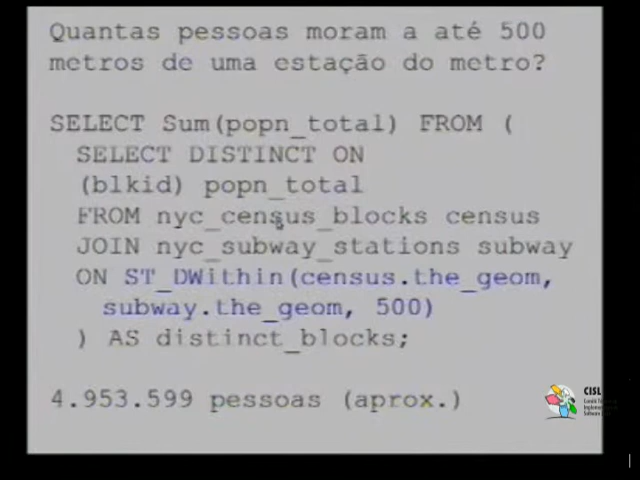 Quantas pessoas moram a até 500
metros de uma estação do metro?
SELECT Sum(popn_total) FROM (
SELECT DISTINCT ON
(blkid) popn_total
FROM nyc_census_blocks census
JOIN nyc_subway_stations subway
ON ST_DWithin(census.the_geom,
subway.the_geom, 500)
) AS distinct_blocks;
4.953.599 pessoas (aprox.)
CISL